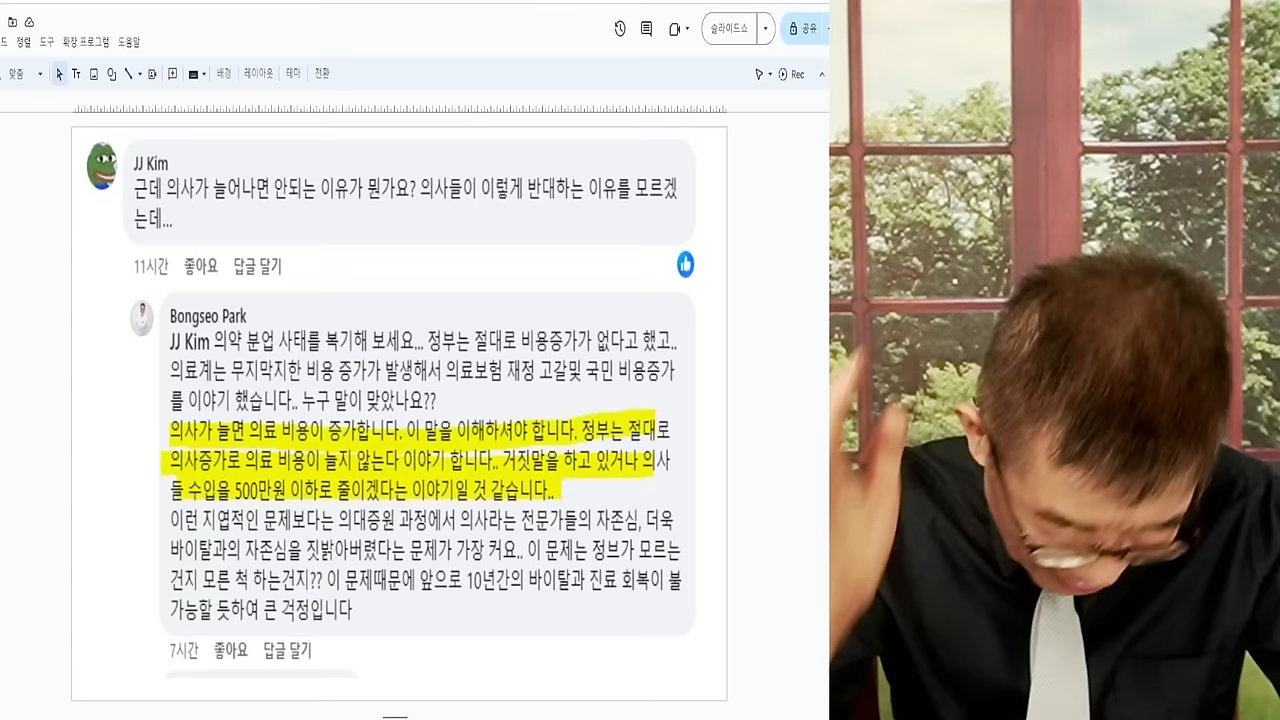 정렬 도구 확장 프로그램 도움말
슬라이드쇼
공유
맞춤
Tr
배경 레이아웃 테마 전환
Rec
JJ Kim
근데 의사가 늘어나면 안되는 이유가 뭔가요? 의사들이 이렇게 반대하는 이유를 모르겠
는데...
11시간 좋아요 답글 달기
Bongseo Park
JJ Kim 의약 분업 사태를 복기해 보세요... 정부는 절대로 비용증가가 없다고 했고..
의료계는 무지막지한 비용 증가가 발생해서 의료보험 재정 고갈및 국민 비용증가
를 이야기 했습니다.. 누구 말이 맞았나요??
의사가 늘면 의료 비용이 증가합니다. 이 말을 이해하셔야 합니다. 정부는 절대로
의사증가로 의료 비용이 늘지 않는다 이야기 합니다.. 거짓말을 하고 있거나 의사
들 수입을 500만원 이하로 줄이겠다는 이야기일 것 같습니다..
이런 지엽적인 문제보다는 의대증원 과정에서 의사라는 전문가들의 자존심, 더욱
바이탈과의 자존심을 짓밝아버렸다는 문제가 가장 커요.. 이 문제는 정보가 모르는
건지 모른 척 하는건지?? 이 문제때문에 앞으로 10년간의 바이탈과 진료 회복이 불
가능할 듯하여 큰 걱정입니다
7시간 좋아요 답글 달기